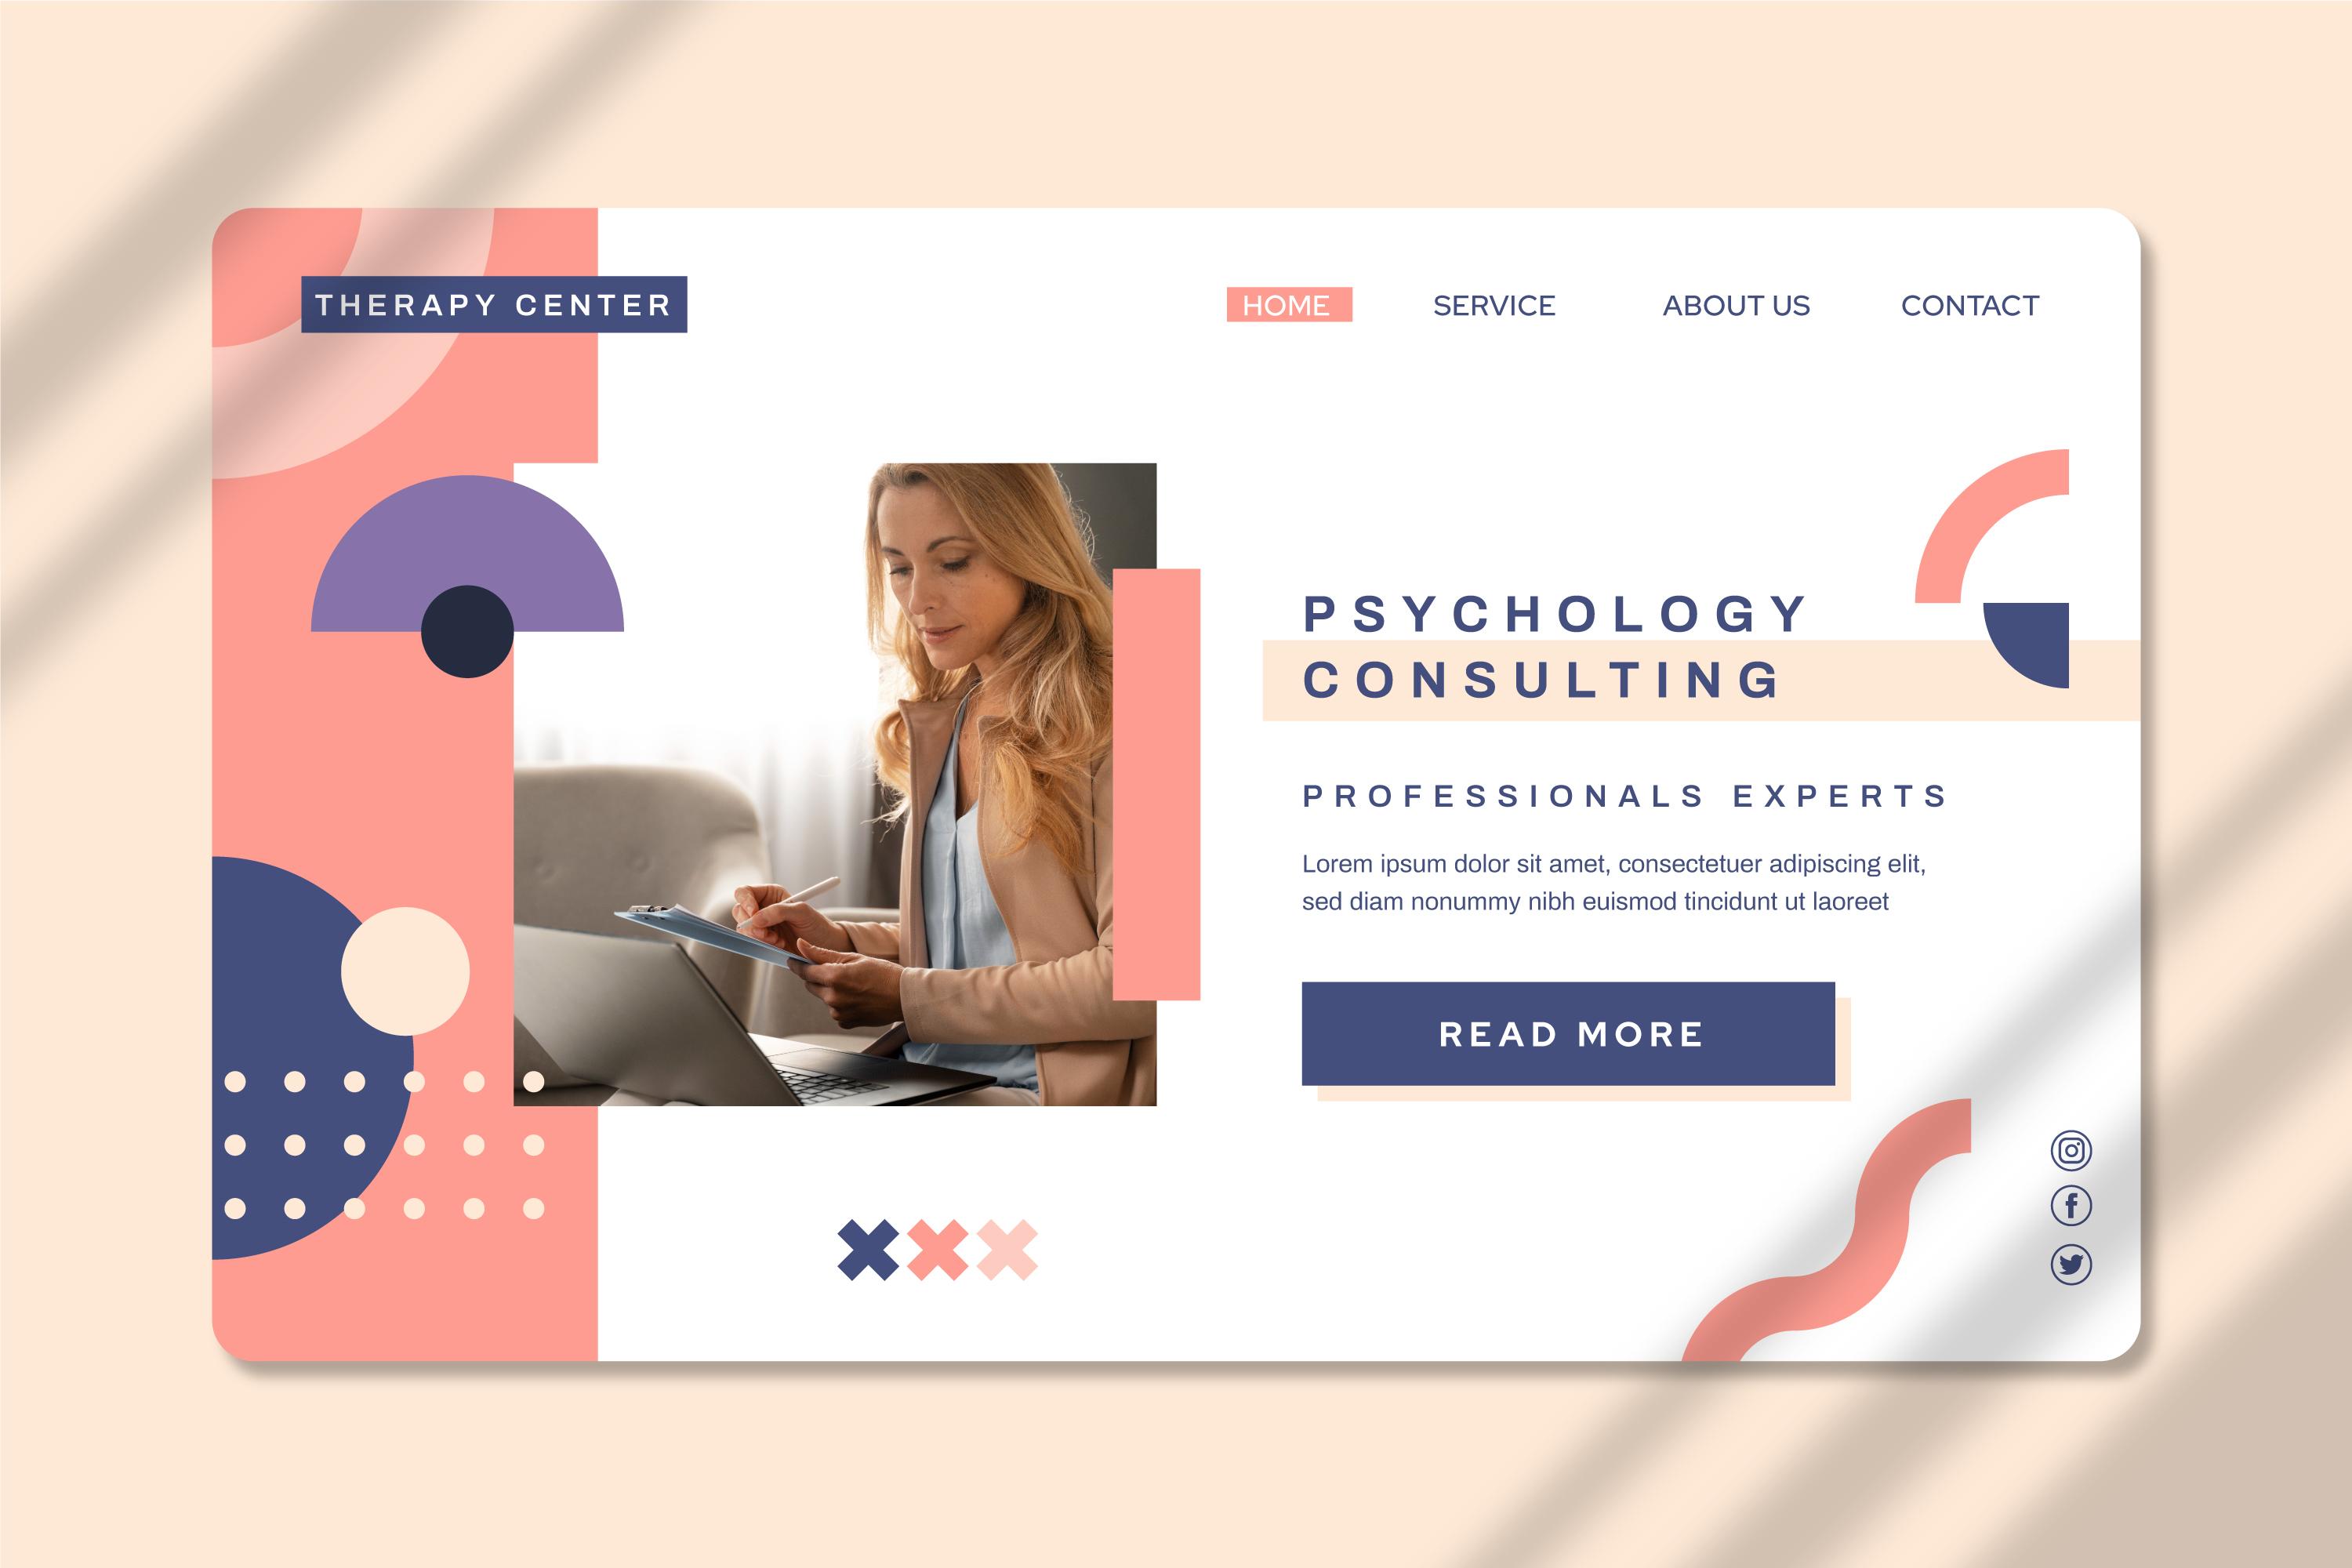 THERAPY CENTER
HOME
SERVICE
ABOUT US
CONTACT
PSYCHOLOGY
CONSULTING
PROFESSIONALS EXPERTS
Lorem ipsum dolor sit amet, consectetuer adipiscing elit,
sed diam nonummy nibh euismod tincidunt ut laoreet
READ MORE